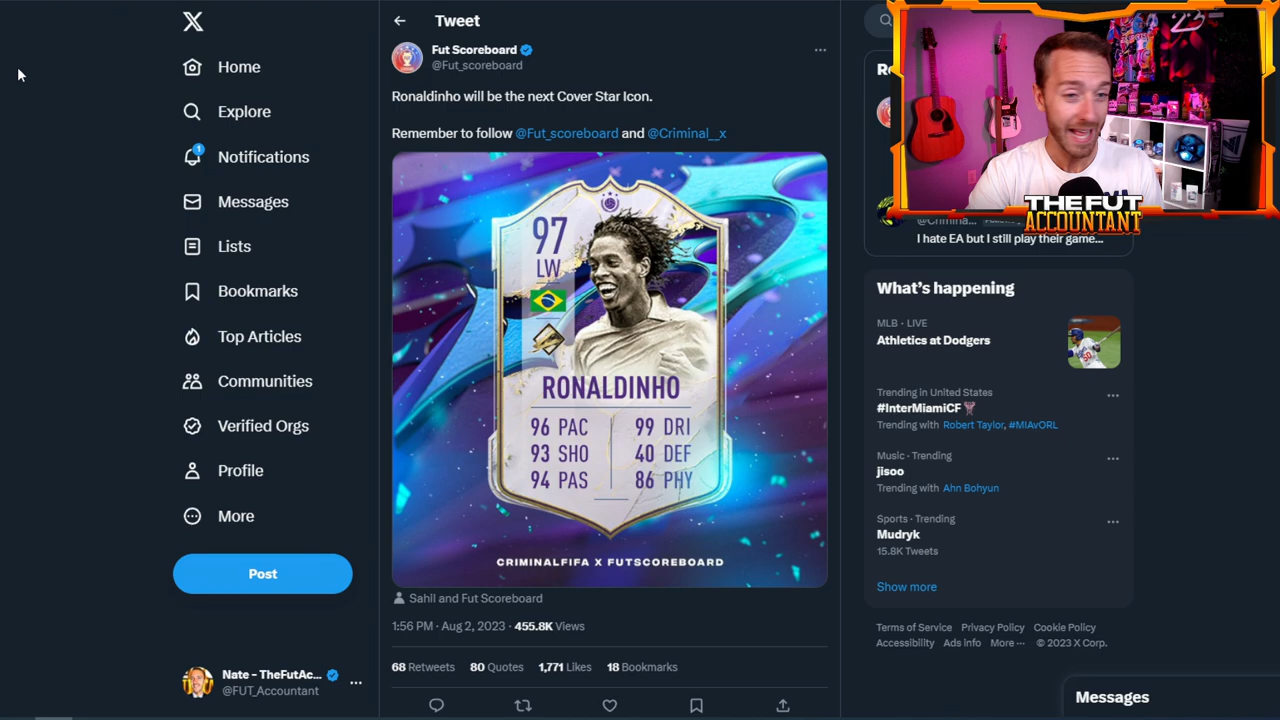 Home
Explore
1
Notifications
Messages
Lists
Bookmarks
Top Articles
Communities
Verified Orgs
Profile
More
Post
Nate - TheFutAc...
@FUT_Accountant
Tweet
Fut Scoreboard
@Fut_scoreboard
Ronaldinho will be the next Cover Star Icon.
Remember to follow @Fut_scoreboard and @Criminal__x
97
LW
RONALDINHO
96 PAC 99 DRI
93 SHO 40 DEF
94 PAS 86 PHY
CRIMINALFIFA X FUTSCOREBOARD
Sahil and Fut Scoreboard
1:56 PM · Aug 2, 2023 · 455.8K Views
68 Retweets 80 Quotes 1,771 Likes 18 Bookmarks
23
THE FUT
ACCOUNTANT
I hate EA but I still play their game...
What's happening
MLB · LIVE
Athletics at Dodgers
Trending in United States
#InterMiamiCF
Trending with Robert Taylor, #MIAvORL
Music · Trending
jisoo
Trending with Ahn Bohyun
Sports · Trending
Mudryk
15.8K Tweets
Show more
Terms of Service Privacy Policy Cookie Policy
Accessibility Ads info More ··· © 2023 X Corp.
Messages